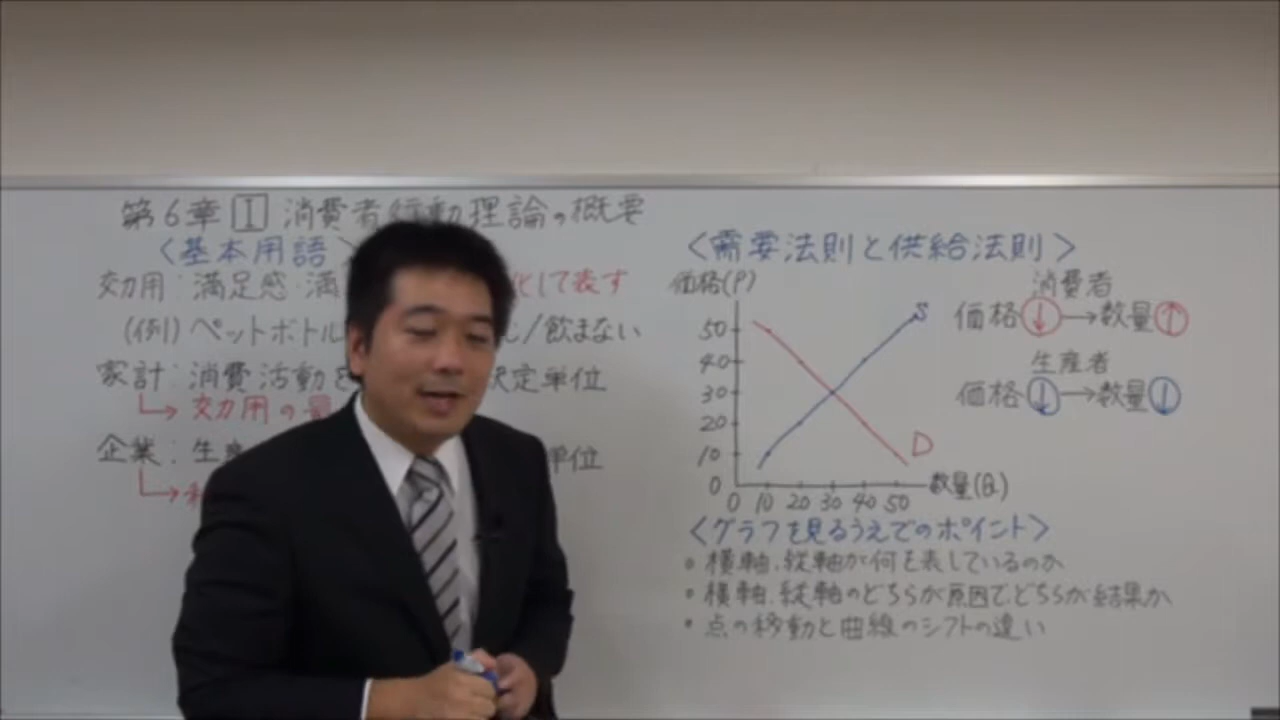 第6章 Ⅰ 消費者行動理論の概要
〈基本用語〉
効用：満足感・満 化して表す
(例) ペットボトル /飲まない
家計：消費活動を 決定単位
→ 効用の
企業：生産 単位
→
〈需要法則と供給法則〉
価格(P)
50
40
30
20
10
0
0 10 20 30 40 50
数量(Q)
S
D
消費者
価格↓→数量↑
生産者
価格↓→数量↓
〈グラフを見るうえでのポイント〉
• 横軸、縦軸が何を表しているのか
• 横軸、縦軸のどちらが原因で、どちらが結果か
• 点の移動と曲線のシフトの違い